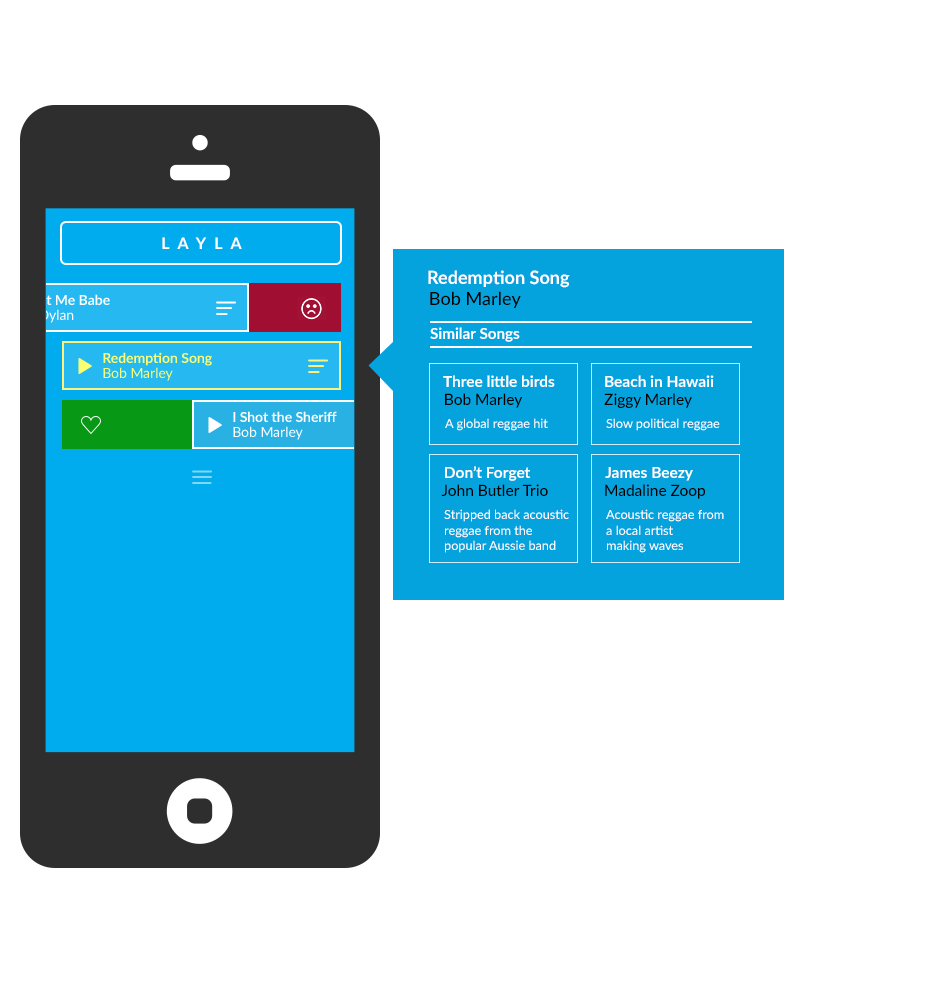 LAYLA
t Me Babe
Dylan
Redemption Song
Bob Marley
I Shot the Sheriff
Bob Marley
Redemption Song
Bob Marley
Similar Songs
Three little birds
Bob Marley
A global reggae hit
Beach in Hawaii
Ziggy Marley
Slow political reggae
Don't Forget
John Butler Trio
Stripped back acoustic
reggae from the
popular Aussie band
James Beezy
Madaline Zoop
Acoustic reggae from
a local artist
making waves